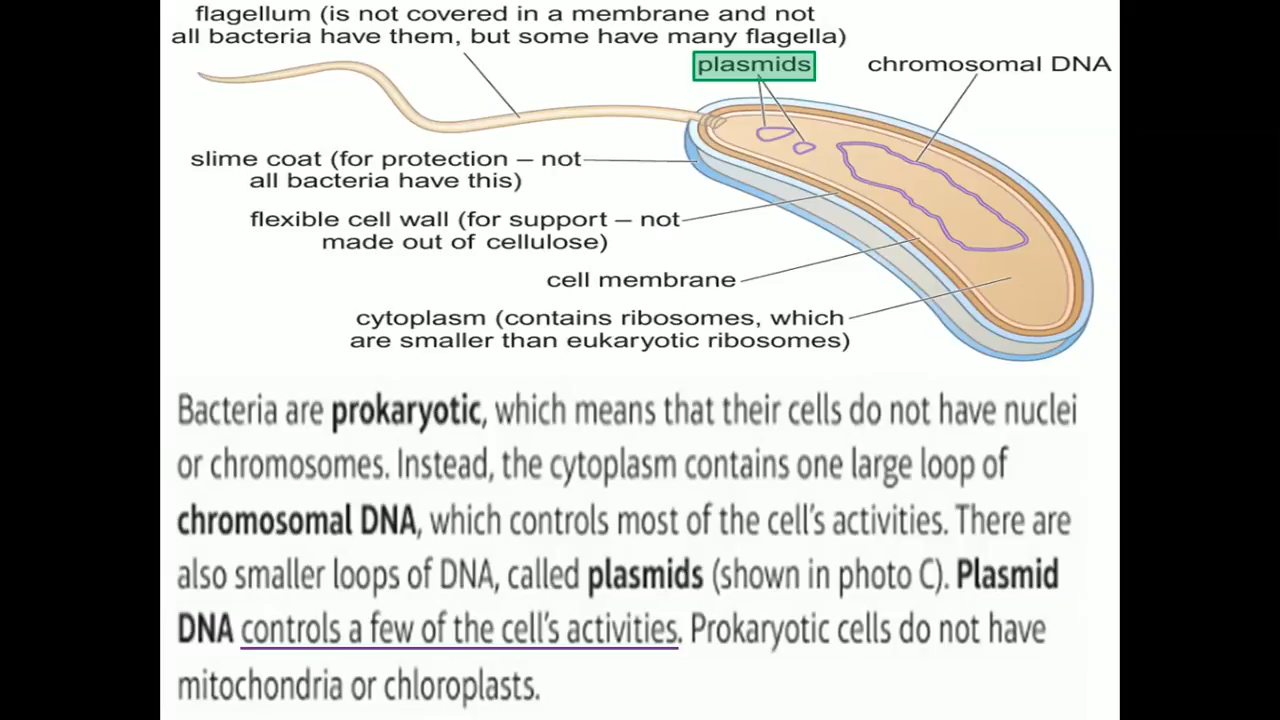 flagellum (is not covered in a membrane and not
all bacteria have them, but some have many flagella)
plasmids
chromosomal DNA
slime coat (for protection – not
all bacteria have this)
flexible cell wall (for support – not
made out of cellulose)
cell membrane
cytoplasm (contains ribosomes, which
are smaller than eukaryotic ribosomes)
Bacteria are prokaryotic, which means that their cells do not have nuclei
or chromosomes. Instead, the cytoplasm contains one large loop of
chromosomal DNA, which controls most of the cell's activities. There are
also smaller loops of DNA, called plasmids (shown in photo C). Plasmid
DNA controls a few of the cell's activities. Prokaryotic cells do not have
mitochondria or chloroplasts.